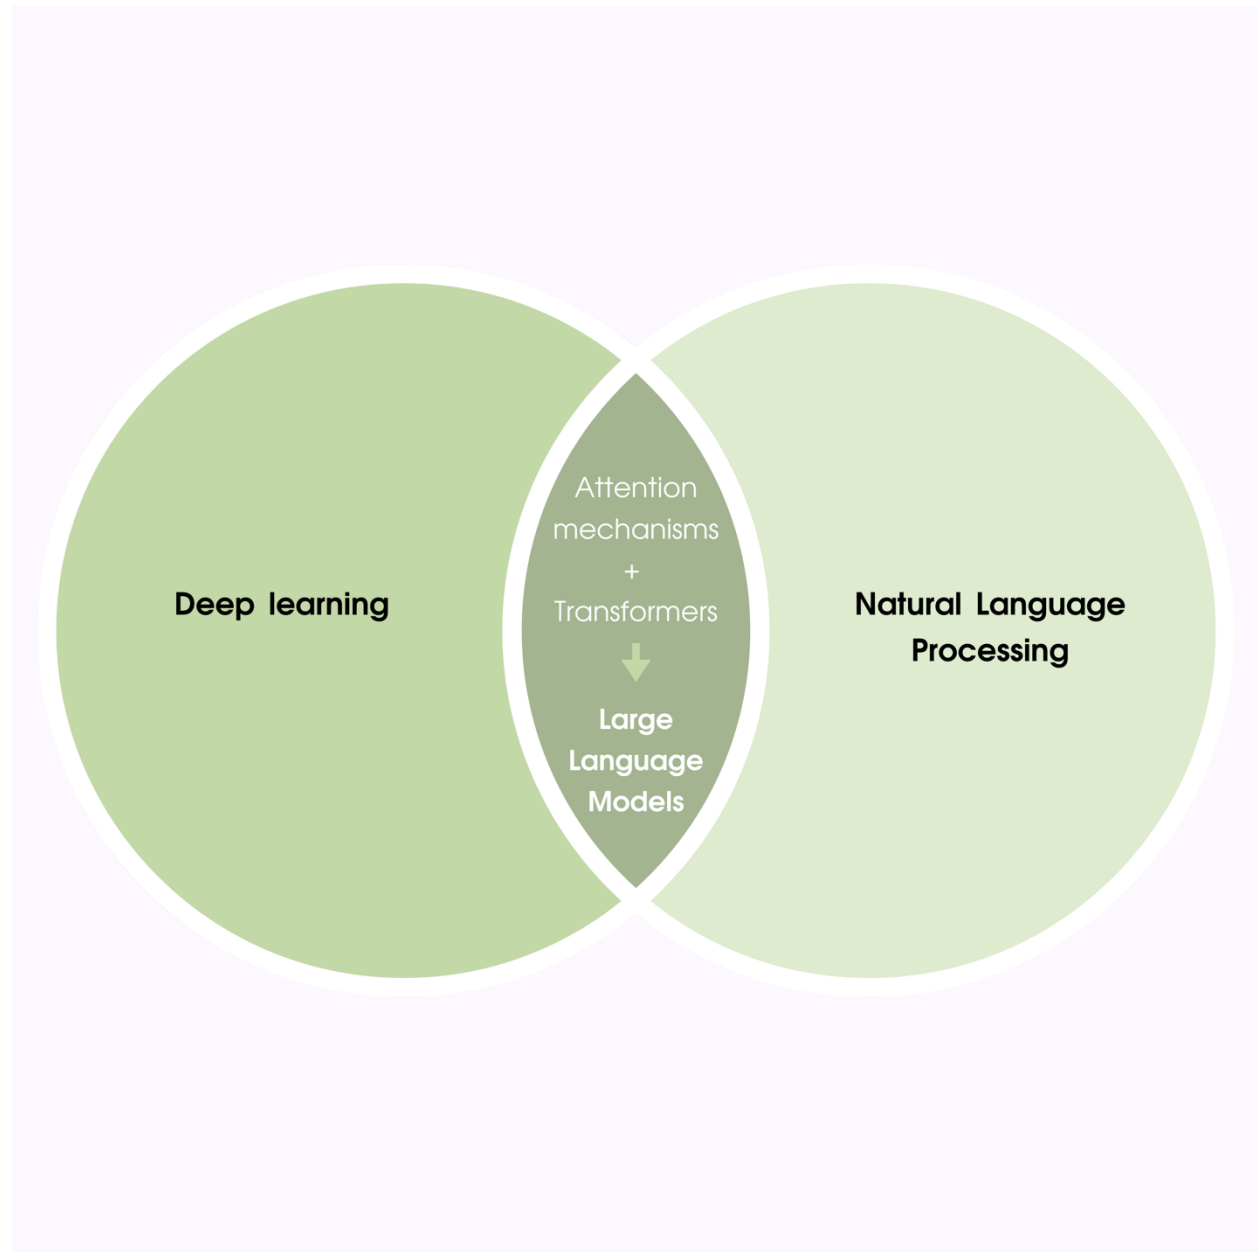 Deep learning
Attention
mechanisms
+
Transformers
Large
Language
Models
Natural Language
Processing